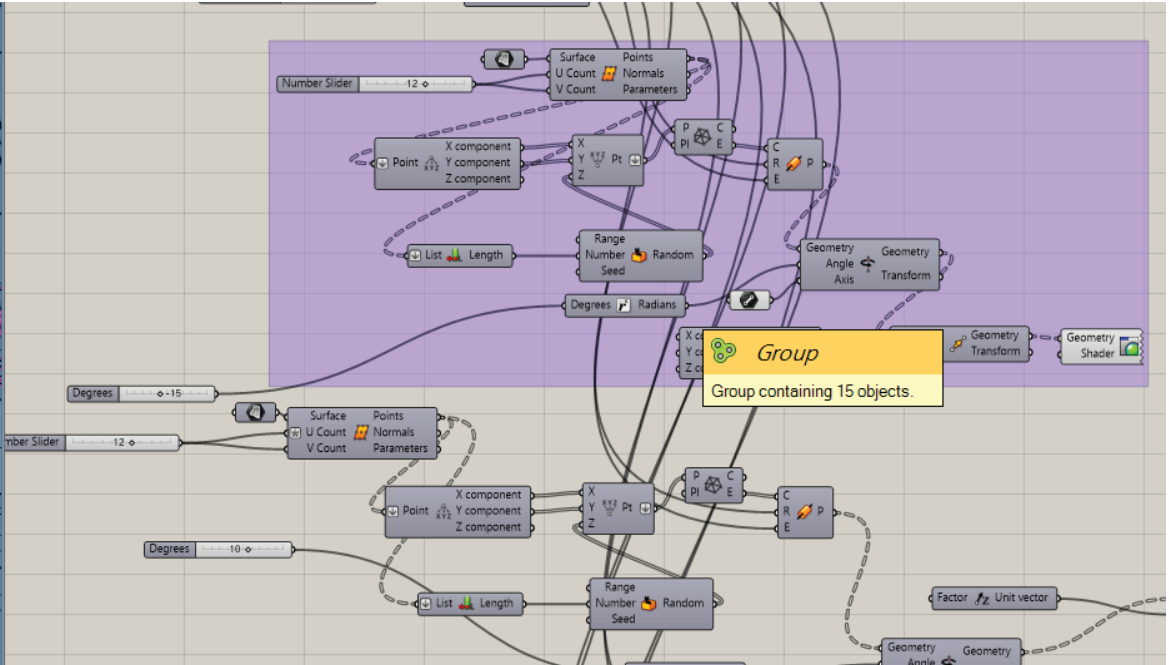 Surface Points
U Count Normals
V Count Parameters
Number Slider 12
P C
Pl E
X component
Point Y component
Z component
X
Y Pt
Z
C
R P
E
Range
Number Random
Seed
List Length
Geometry Geometry
Angle
Axis Transform
Degrees Radians
X co
Y co
Z co
Geometry
Transform
Geometry
Shader
Group
Group containing 15 objects.
Degrees -15
Surface Points
U Count Normals
V Count Parameters
mber Slider 12
P C
Pl E
X component
Point Y component
Z component
X
Y Pt
Z
C
R P
E
Degrees 10
Range
Number Random
Seed
List Length
Factor Unit vector
Geometry Geometry
Angle